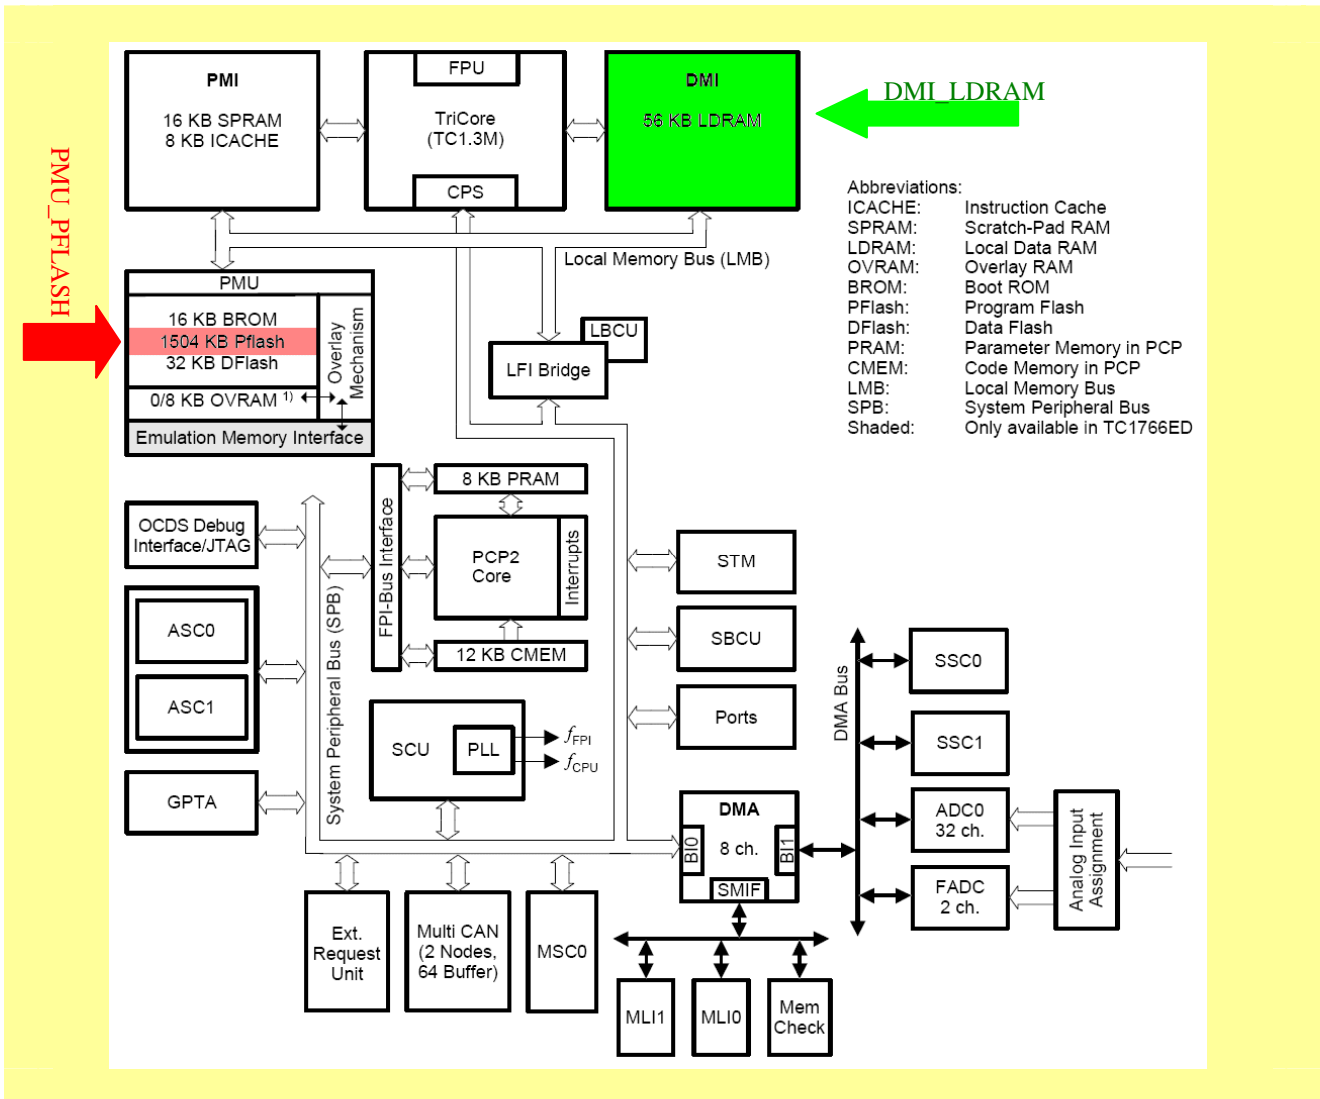 PMI
16 KB SPRAM
8 KB ICACHE
FPU
TriCore
(TC1.3M)
CPS
DMI
56 KB LDRAM
DMI_LDRAM
PMU_PFLASH
Abbreviations:
ICACHE: Instruction Cache
SPRAM: Scratch-Pad RAM
LDRAM: Local Data RAM
OVRAM: Overlay RAM
BROM: Boot ROM
PFlash: Program Flash
DFlash: Data Flash
PRAM: Parameter Memory in PCP
CMEM: Code Memory in PCP
LMB: Local Memory Bus
SPB: System Peripheral Bus
Shaded: Only available in TC1766ED
Local Memory Bus (LMB)
PMU
16 KB BROM
1504 KB Pflash
32 KB DFlash
0/8 KB OVRAM 1)
Overlay
Mechanism
Emulation Memory Interface
LBCU
LFI Bridge
OCDS Debug
Interface/JTAG
ASC0
ASC1
GPTA
System Peripheral Bus (SPB)
FPI-Bus Interface
8 KB PRAM
PCP2
Core
Interrupts
12 KB CMEM
SCU
PLL
fFPI
fCPU
STM
SBCU
Ports
DMA
BI0
8 ch.
BI1
SMIF
DMA Bus
SSC0
SSC1
ADC0
32 ch.
FADC
2 ch.
Analog Input
Assignment
Ext.
Request
Unit
Multi CAN
(2 Nodes,
64 Buffer)
MSC0
MLI1
MLI0
Mem
Check